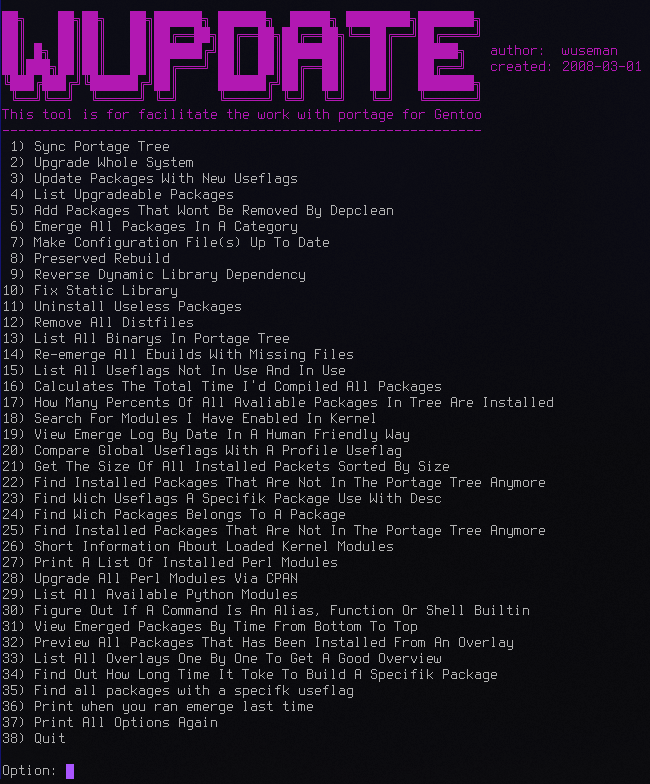 WUPDATE
author: wuseman
created: 2008-03-01
This tool is for facilitate the work with portage for Gentoo
------------------------------------------------------------
1) Sync Portage Tree
2) Upgrade Whole System
3) Update Packages With New Useflags
4) List Upgradeable Packages
5) Add Packages That Wont Be Removed By Depclean
6) Emerge All Packages In A Category
7) Make Configuration File(s) Up To Date
8) Preserved Rebuild
9) Reverse Dynamic Library Dependency
10) Fix Static Library
11) Uninstall Useless Packages
12) Remove All Distfiles
13) List All Binarys In Portage Tree
14) Re-emerge All Ebuilds With Missing Files
15) List All Useflags Not In Use And In Use
16) Calculates The Total Time I'd Compiled All Packages
17) How Many Percents Of All Avaliable Packages In Tree Are Installed
18) Search For Modules I Have Enabled In Kernel
19) View Emerge Log By Date In A Human Friendly Way
20) Compare Global Useflags With A Profile Useflag
21) Get The Size Of All Installed Packets Sorted By Size
22) Find Installed Packages That Are Not In The Portage Tree Anymore
23) Find Wich Useflags A Specifik Package Use With Desc
24) Find Wich Packages Belongs To A Package
25) Find Installed Packages That Are Not In The Portage Tree Anymore
26) Short Information About Loaded Kernel Modules
27) Print A List Of Installed Perl Modules
28) Upgrade All Perl Modules Via CPAN
29) List All Available Python Modules
30) Figure Out If A Command Is An Alias, Function Or Shell Builtin
31) View Emerged Packages By Time From Bottom To Top
32) Preview All Packages That Has Been Installed From An Overlay
33) List All Overlays One By One To Get A Good Overview
34) Find Out How Long Time It Toke To Build A Specifik Package
35) Find all packages with a specifk useflag
36) Print when you ran emerge last time
37) Print All Options Again
38) Quit
Option: